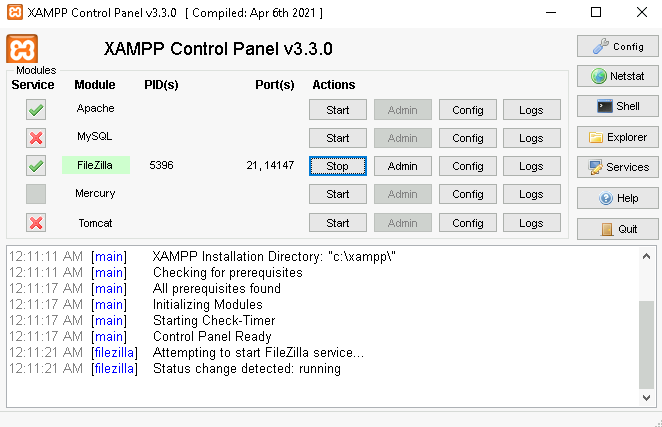 XAMPP Control Panel v3.3.0 [ Compiled: Apr 6th 2021 ]
XAMPP Control Panel v3.3.0
Config
Modules
Service Module PID(s) Port(s) Actions
Netstat
Apache Start Admin Config Logs
Shell
MySQL Start Admin Config Logs
Explorer
FileZilla 5396 21, 14147 Stop Admin Config Logs
Services
Mercury Start Admin Config Logs
Help
Tomcat Start Admin Config Logs
Quit
12:11:11 AM [main] XAMPP Installation Directory: "c:\xampp\"
12:11:11 AM [main] Checking for prerequisites
12:11:17 AM [main] All prerequisites found
12:11:17 AM [main] Initializing Modules
12:11:17 AM [main] Starting Check-Timer
12:11:17 AM [main] Control Panel Ready
12:11:21 AM [filezilla] Attempting to start FileZilla service...
12:11:21 AM [filezilla] Status change detected: running